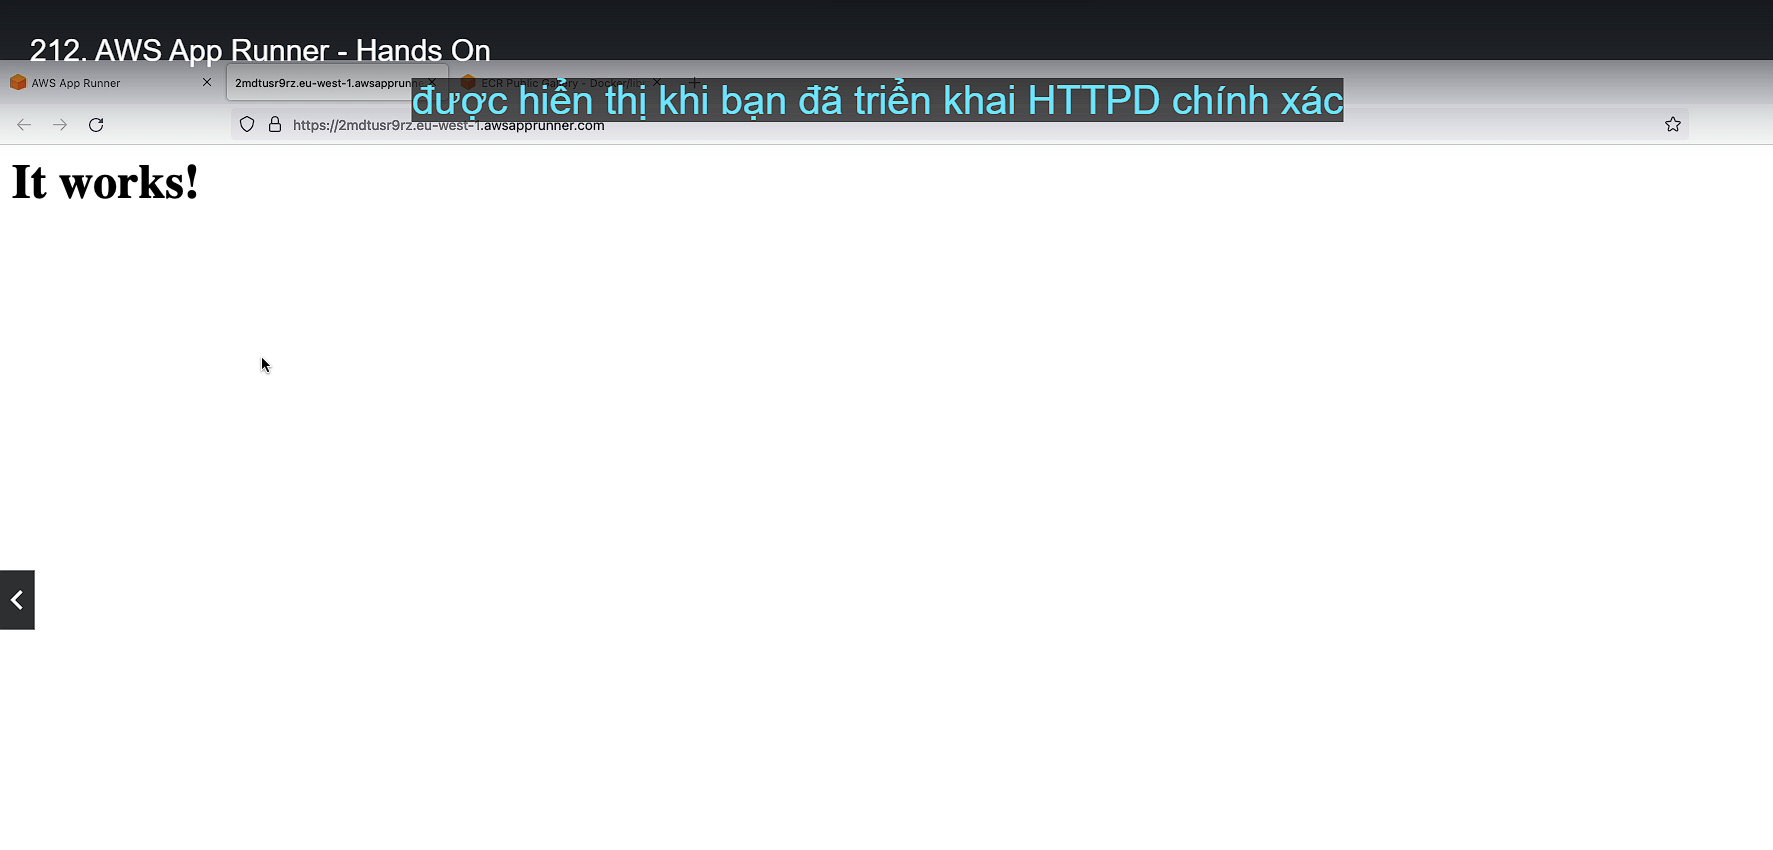 212. AWS App Runner - Hands On
AWS App Runner
2mdtusr9rz.eu-west-1.awsapprunn
ECR Public Gallery - Docker/lib
được hiển thị khi bạn đã triển khai HTTPD chính xác
https://2mdtusr9rz.eu-west-1.awsapprunner.com
It works!